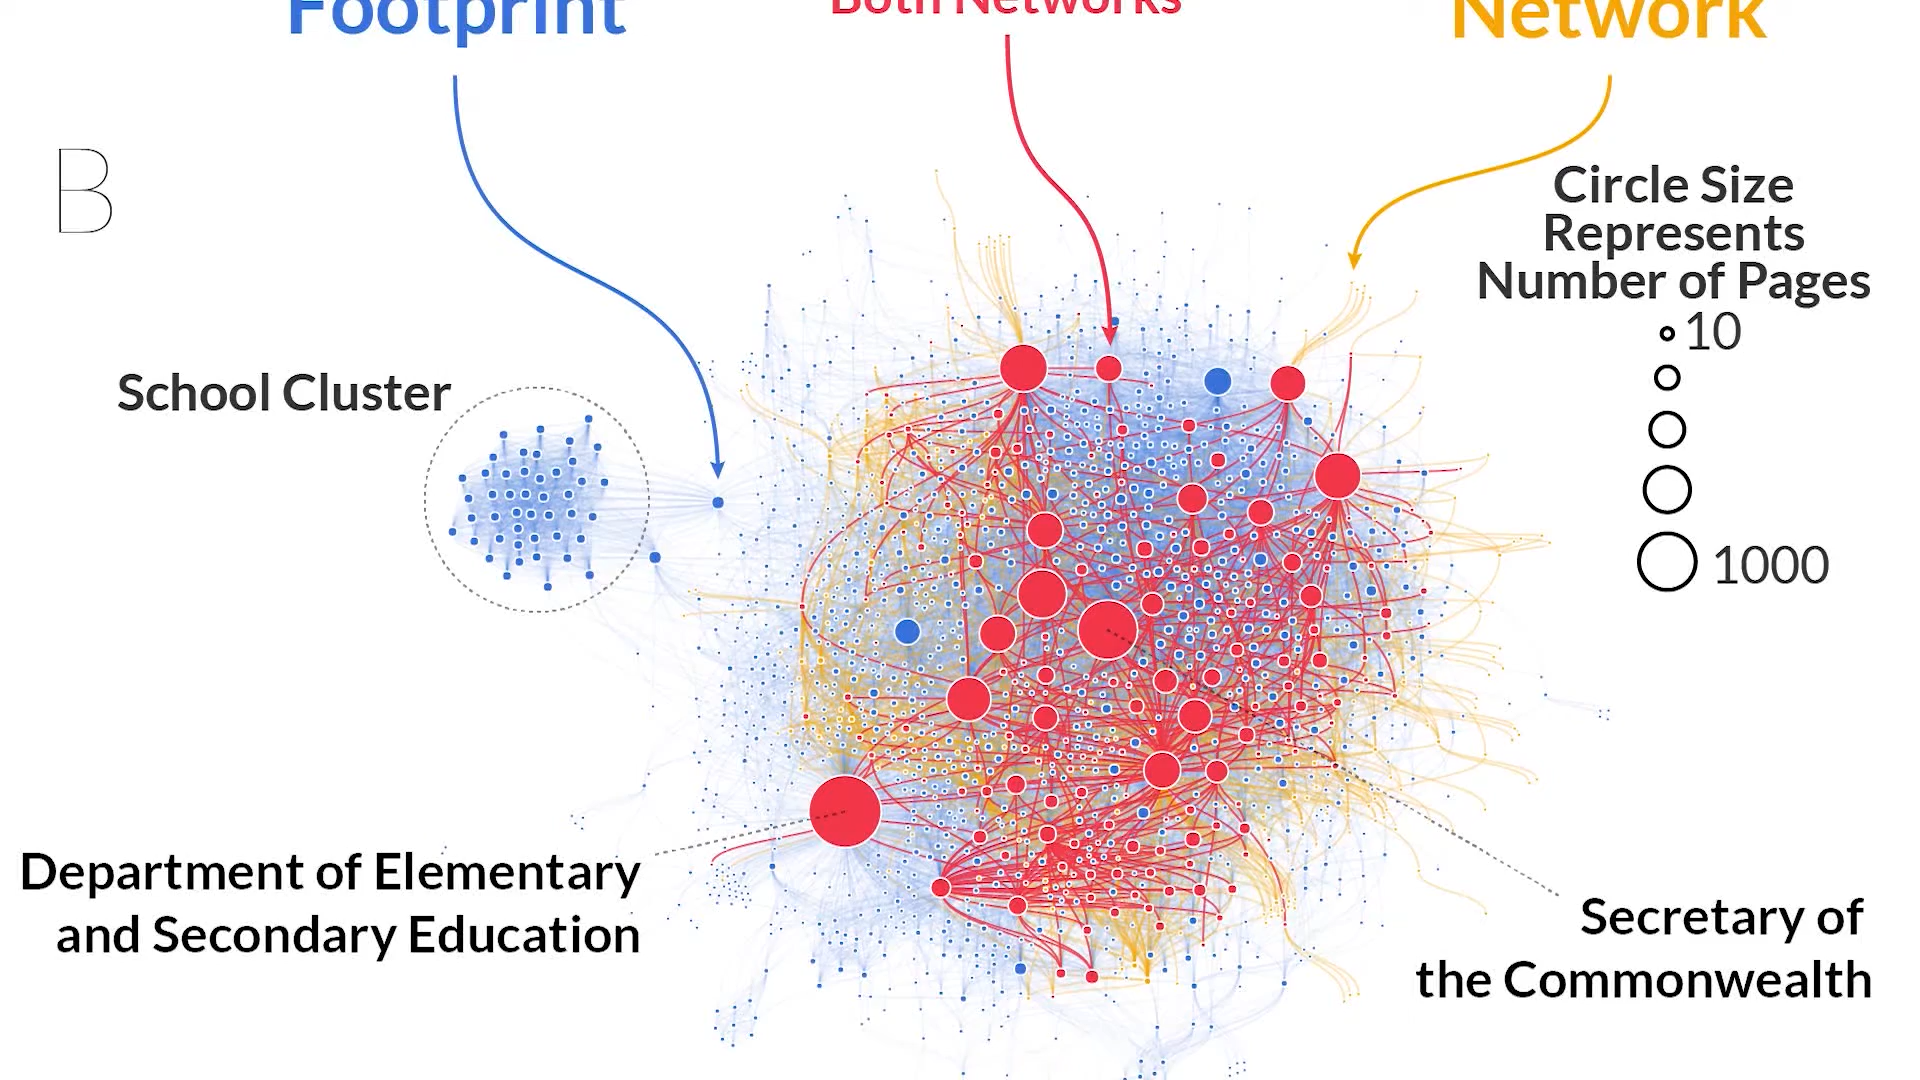 Footprint
Both Networks
Network
B
Circle Size
Represents
Number of Pages
10
1000
School Cluster
Department of Elementary
and Secondary Education
Secretary of
the Commonwealth